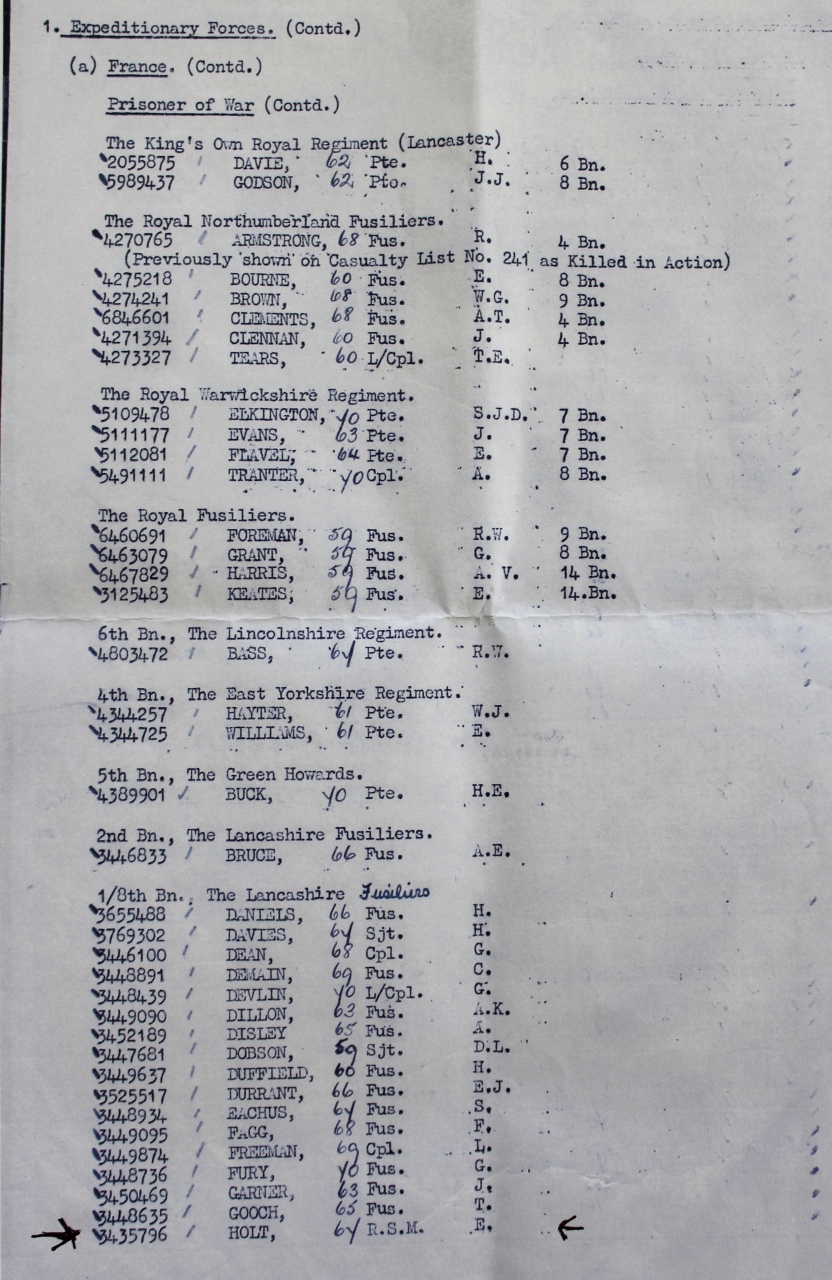 1. Expeditionary Forces. (Contd.)
(a) France. (Contd.)
Prisoner of War (Contd.)
The King's Own Royal Regiment (Lancaster)
2055875 / DAVIE, 62 Pte. H. 6 Bn.
5989437 / GODSON, 62 Pte. J.J. 8 Bn.
The Royal Northumberland Fusiliers.
4270765 / ARMSTRONG, 68 Fus. R. 4 Bn.
(Previously shown on Casualty List No. 241 as Killed in Action)
4275218 / BOURNE, 60 Fus. E. 8 Bn.
4274241 / BROWN, 68 Fus. W.G. 9 Bn.
6846601 / CLEMENTS, 68 Fus. A.T. 4 Bn.
4271394 / CLENNAN, 60 Fus. J. 4 Bn.
4273327 / TEARS, 60 L/Cpl. T.E.
The Royal Warwickshire Regiment.
5109478 / ELKINGTON, 70 Pte. S.J.D. 7 Bn.
5111177 / EVANS, 63 Pte. J. 7 Bn.
5112081 / FLAVEL, 64 Pte. E. 7 Bn.
5491111 / TRANTER, 70 Cpl. A. 8 Bn.
The Royal Fusiliers.
6460691 / FOREMAN, 59 Fus. R.W. 9 Bn.
6463079 / GRANT, 59 Fus. G. 8 Bn.
6467829 / HARRIS, 59 Fus. A. V. 14 Bn.
3125483 / KEATES, 59 Fus. E. 14.Bn.
6th Bn., The Lincolnshire Regiment.
4803472 / BASS, 67 Pte. R.W.
4th Bn., The East Yorkshire Regiment.
4344257 / HAYTER, 61 Pte. W.J.
4344725 / WILLIAMS, 61 Pte. E.
5th Bn., The Green Howards.
4389901 / BUCK, 70 Pte. H.E.
2nd Bn., The Lancashire Fusiliers.
3446833 / BRUCE, 66 Fus. A.E.
1/8th Bn., The Lancashire Fusiliers
3655488 / DANIELS, 66 Fus. H.
3769302 / DAVIES, 67 Sjt. H.
3446100 / DEAN, 68 Cpl. G.
3448891 / DEMAIN, 69 Fus. C.
3448439 / DEVLIN, 70 L/Cpl. G.
3449090 / DILLON, 63 Fus. A.K.
3452189 / DISLEY 65 Fus. A.
3447681 / DOBSON, 59 Sjt. D.L.
3449637 / DUFFIELD, 60 Fus. H.
3525517 / DURRANT, 66 Fus. E.J.
3448934 / EACHUS, 67 Fus. S.
3449095 / FAGG, 68 Fus. F.
3449874 / FREEMAN, 69 Cpl. L.
3448736 / FURY, 70 Fus. G.
3450469 / GARNER, 63 Fus. J.
3448635 / GOOCH, 65 Fus. T.
3435796 / HOLT, 67 R.S.M. E.